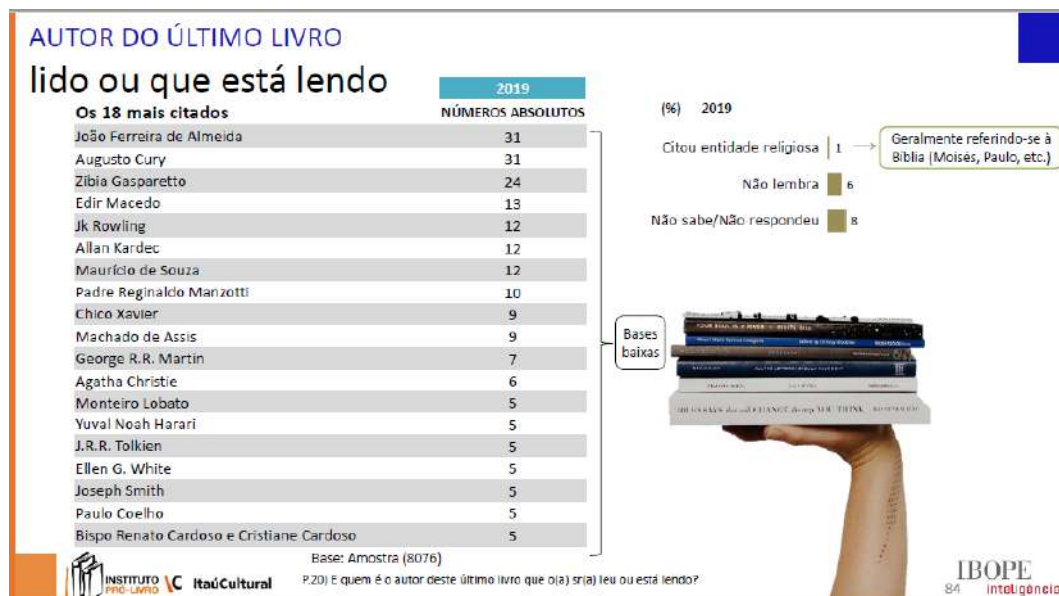 AUTOR DO ÚLTIMO LIVRO
lido ou que está lendo
Os 18 mais citados
2019
NÚMEROS ABSOLUTOS
João Ferreira de Almeida 31
Augusto Cury 31
Zibia Gasparetto 24
Edir Macedo 13
Jk Rowling 12
Allan Kardec 12
Maurício de Souza 12
Padre Reginaldo Manzotti 10
Chico Xavier 9
Machado de Assis 9
George R.R. Martin 7
Agatha Christie 6
Monteiro Lobato 5
Yuval Noah Harari 5
J.R.R. Tolkien 5
Ellen G. White 5
Joseph Smith 5
Paulo Coelho 5
Bispo Renato Cardoso e Cristiane Cardoso 5
Bases
baixas
(%) 2019
Citou entidade religiosa 1
Geralmente referindo-se à
Bíblia (Moisés, Paulo, etc.)
Não lembra 6
Não sabe/Não respondeu 8
THAT CHANGE the way YOU THINK
Base: Amostra (8076)
P.20) E quem é o autor deste último livro que o(a) sr(a) leu ou está lendo?
INSTITUTO
PRÓ-LIVRO
ItaúCultural
IBOPE
inteligência
84